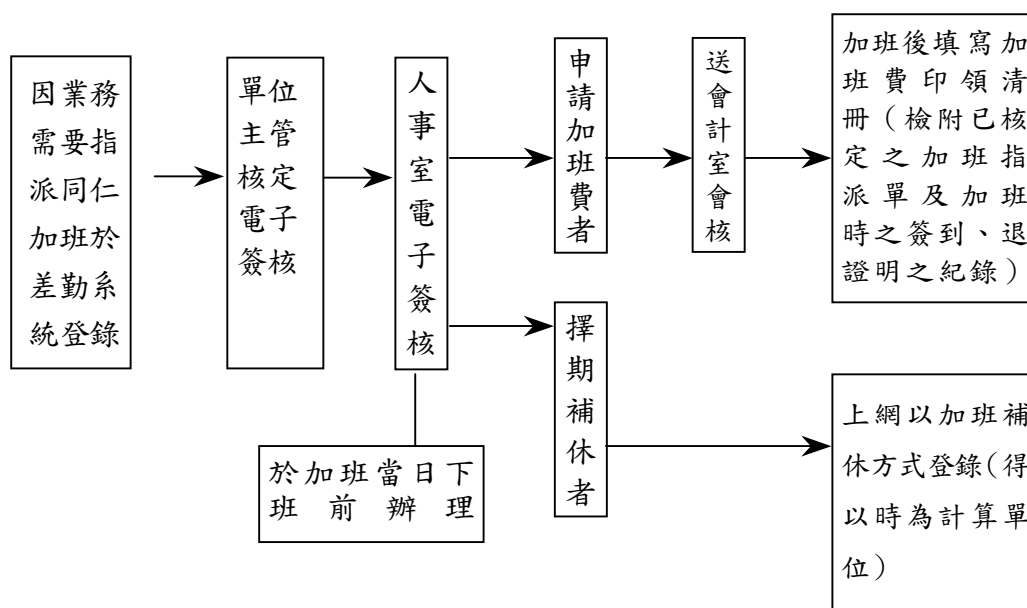 因業務
需要指
派同仁
加班於
差勤系
統登錄
單位
主管
核定
電子
簽核
人事室電子簽核
於加班當日下
班前辦理
申請加班費者
擇期補休者
送會計室會核
加班後填寫加
班費印領清
冊（檢附已核
定之加班指
派單及加班
時之簽到、退
證明之紀錄）
上網以加班補
休方式登錄(得
以時為計算單
位)